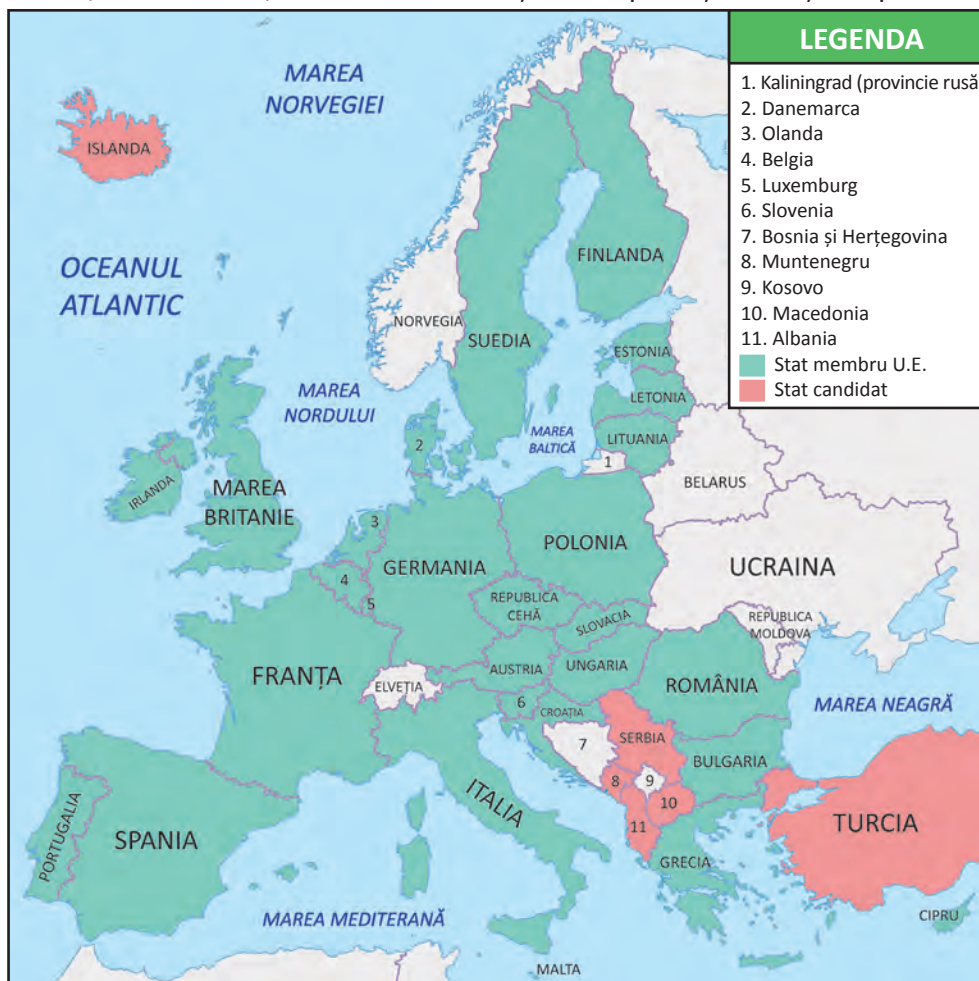 LEGENDA
1. Kaliningrad (provincie rusă
2. Danemarca
3. Olanda
4. Belgia
5. Luxemburg
6. Slovenia
7. Bosnia și Herțegovina
8. Muntenegru
9. Kosovo
10. Macedonia
11. Albania
Stat membru U.E.
Stat candidat
MAREA
NORVEGIEI
ISLANDA
OCEANUL
ATLANTIC
FINLANDA
NORVEGIA
SUEDIA
ESTONIA
MAREA
NORDULUI
LETONIA
MAREA
BALTICĂ
LITUANIA
2
1
BELARUS
IRLANDA
MAREA
BRITANIE
3
POLONIA
GERMANIA
UCRAINA
4
5
REPUBLICA
CEHĂ
SLOVACIA
REPUBLICA
MOLDOVA
FRANȚA
ELVEȚIA
AUSTRIA
UNGARIA
ROMÂNIA
6
CROAȚIA
MAREA NEAGRĂ
SERBIA
7
BULGARIA
8
9
10
11
ITALIA
PORTUGALIA
SPANIA
TURCIA
GRECIA
MAREA MEDITERANĂ
CIPRU
MALTA